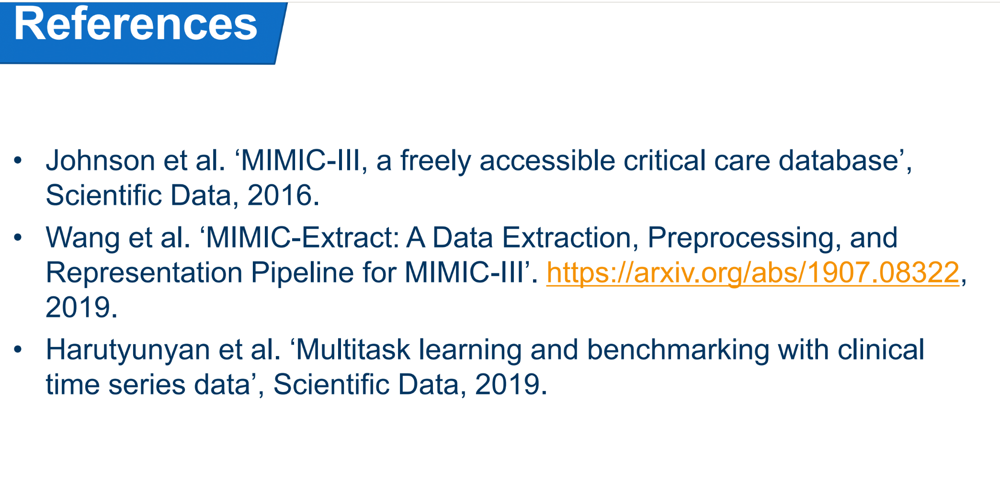 References
• Johnson et al. ‘MIMIC-III, a freely accessible critical care database’,
Scientific Data, 2016.
• Wang et al. ‘MIMIC-Extract: A Data Extraction, Preprocessing, and
Representation Pipeline for MIMIC-III’. https://arxiv.org/abs/1907.08322,
2019.
• Harutyunyan et al. ‘Multitask learning and benchmarking with clinical
time series data’, Scientific Data, 2019.